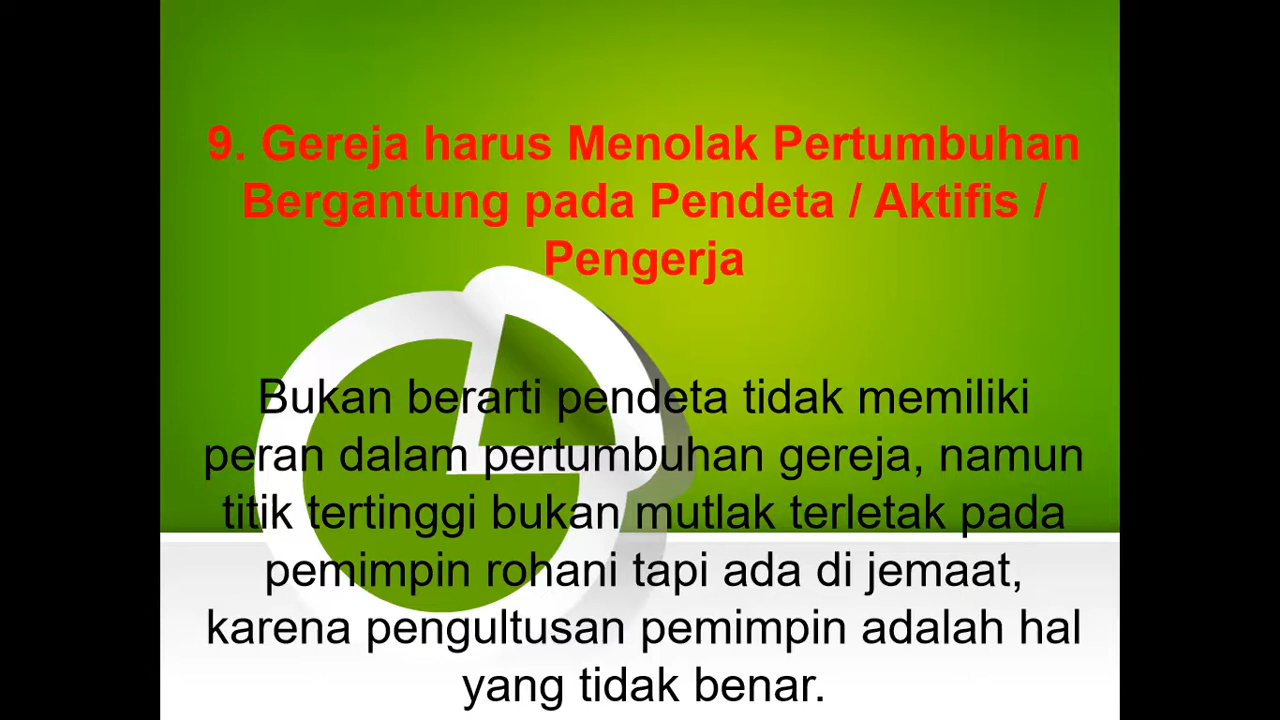 9. Gereja harus Menolak Pertumbuhan
Bergantung pada Pendeta / Aktifis /
Pengerja
Bukan berarti pendeta tidak memiliki
peran dalam pertumbuhan gereja, namun
titik tertinggi bukan mutlak terletak pada
pemimpin rohani tapi ada di jemaat,
karena pengultusan pemimpin adalah hal
yang tidak benar.